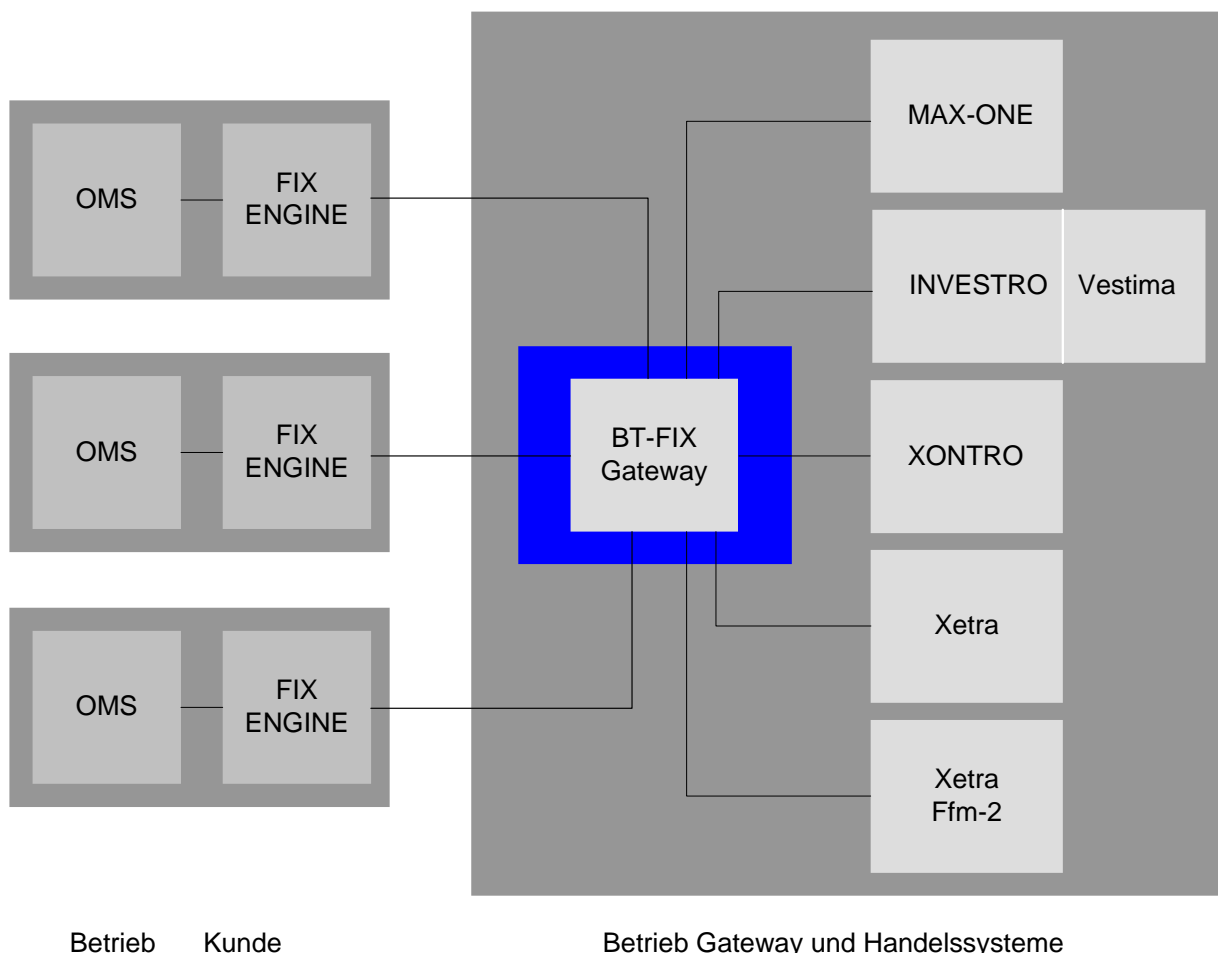 MAX-ONE
OMS
FIX
ENGINE
INVESTRO
Vestima
OMS
FIX
ENGINE
BT-FIX
Gateway
XONTRO
Xetra
OMS
FIX
ENGINE
Xetra
Ffm-2
Betrieb Kunde
Betrieb Gateway und Handelssysteme